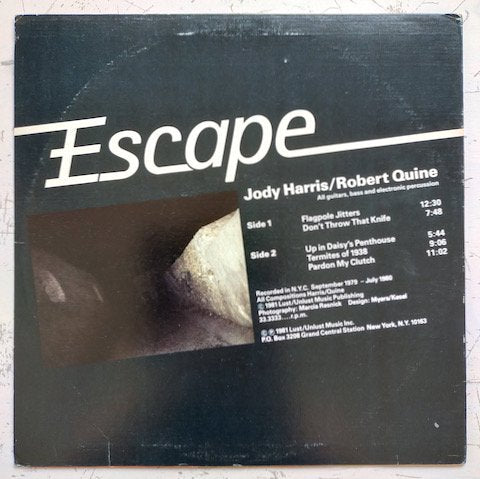 Escape
Jody Harris/Robert Quine
All guitars, bass and electronic percussion
Side 1 Flagpole Jitters 12:30
Don't Throw That Knife 7:48
Side 2 Up in Daisy's Penthouse 5:44
Termites of 1938 9:06
Pardon My Clutch 11:02
Recorded in N.Y.C. September 1979 – July 1980
All Compositions Harris/Quine
© 1981 Lust/Unlust Music Publishing
Photography: Marcia Resnick Design: Myers/Kesel
33.3333....r.p.m.
© ℗ 1981 Lust/Unlust Music Inc.
P.O. Box 3208 Grand Central Station New York, N.Y. 10163